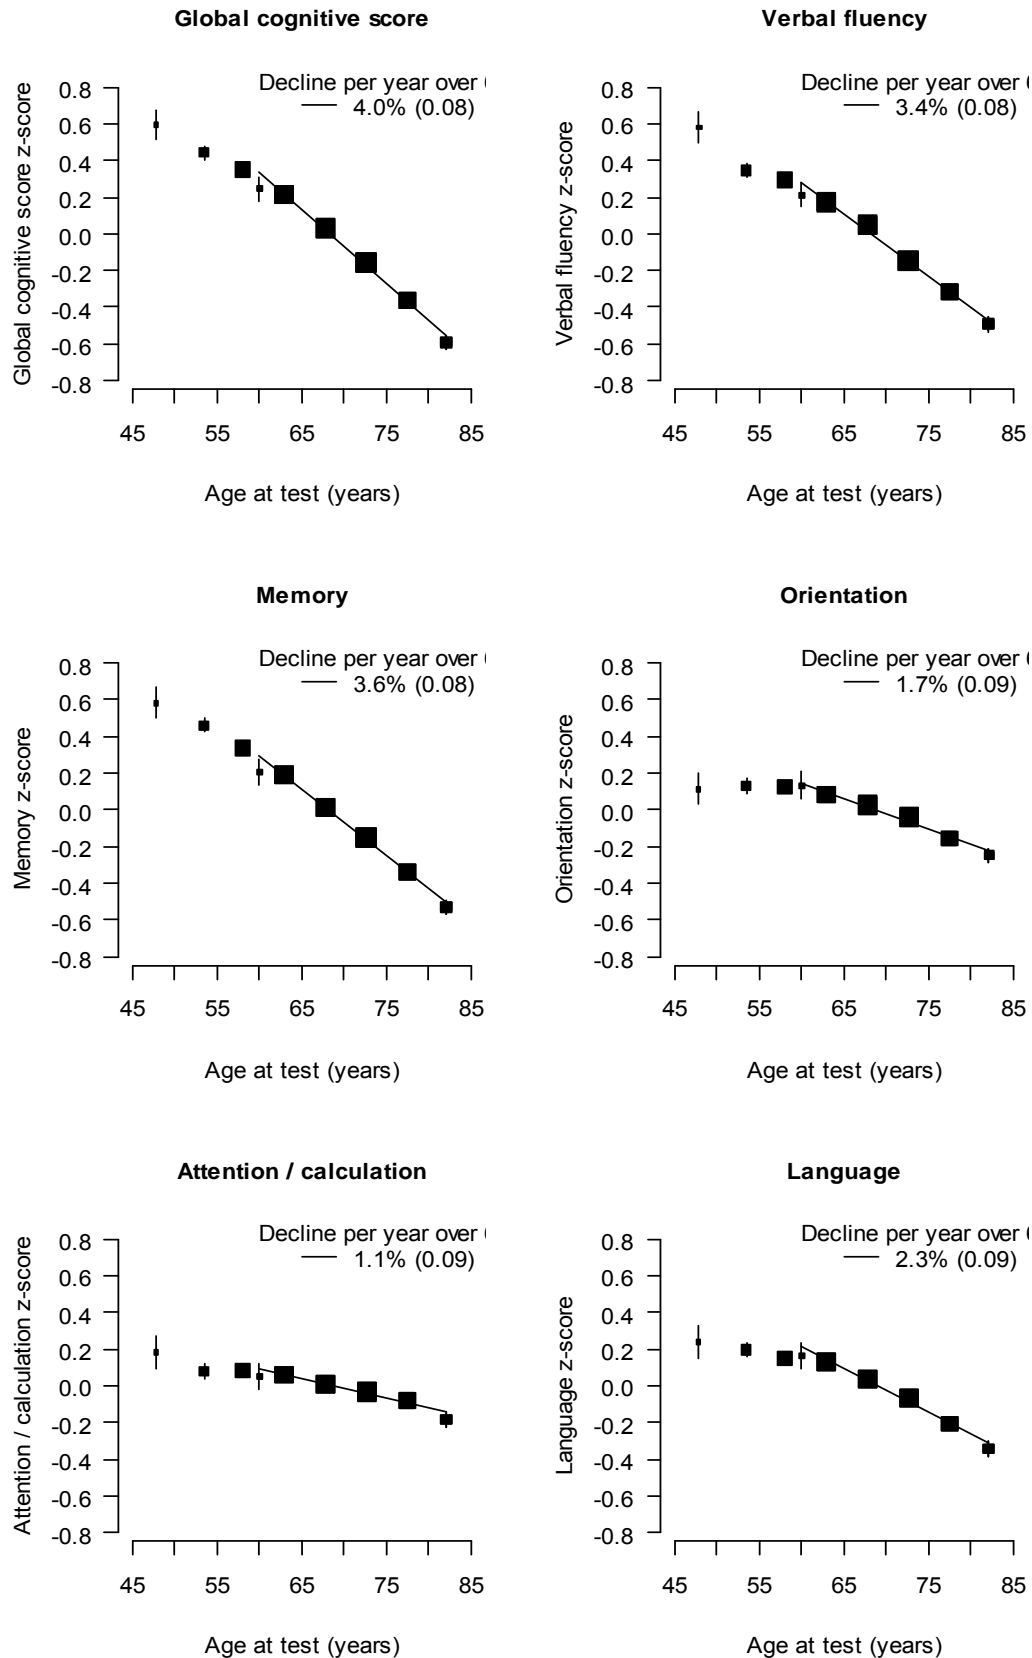 Global cognitive score
Decline per year over
4.0% (0.08)
Global cognitive score z-score
0.8
0.6
0.4
0.2
0.0
-0.2
-0.4
-0.6
-0.8
45 55 65 75 85
Age at test (years)
Verbal fluency
Decline per year over
3.4% (0.08)
Verbal fluency z-score
0.8
0.6
0.4
0.2
0.0
-0.2
-0.4
-0.6
-0.8
45 55 65 75 85
Age at test (years)
Memory
Decline per year over
3.6% (0.08)
Memory z-score
0.8
0.6
0.4
0.2
0.0
-0.2
-0.4
-0.6
-0.8
45 55 65 75 85
Age at test (years)
Orientation
Decline per year over
1.7% (0.09)
Orientation z-score
0.8
0.6
0.4
0.2
0.0
-0.2
-0.4
-0.6
-0.8
45 55 65 75 85
Age at test (years)
Attention / calculation
Decline per year over
1.1% (0.09)
Attention / calculation z-score
0.8
0.6
0.4
0.2
0.0
-0.2
-0.4
-0.6
-0.8
45 55 65 75 85
Age at test (years)
Language
Decline per year over
2.3% (0.09)
Language z-score
0.8
0.6
0.4
0.2
0.0
-0.2
-0.4
-0.6
-0.8
45 55 65 75 85
Age at test (years)